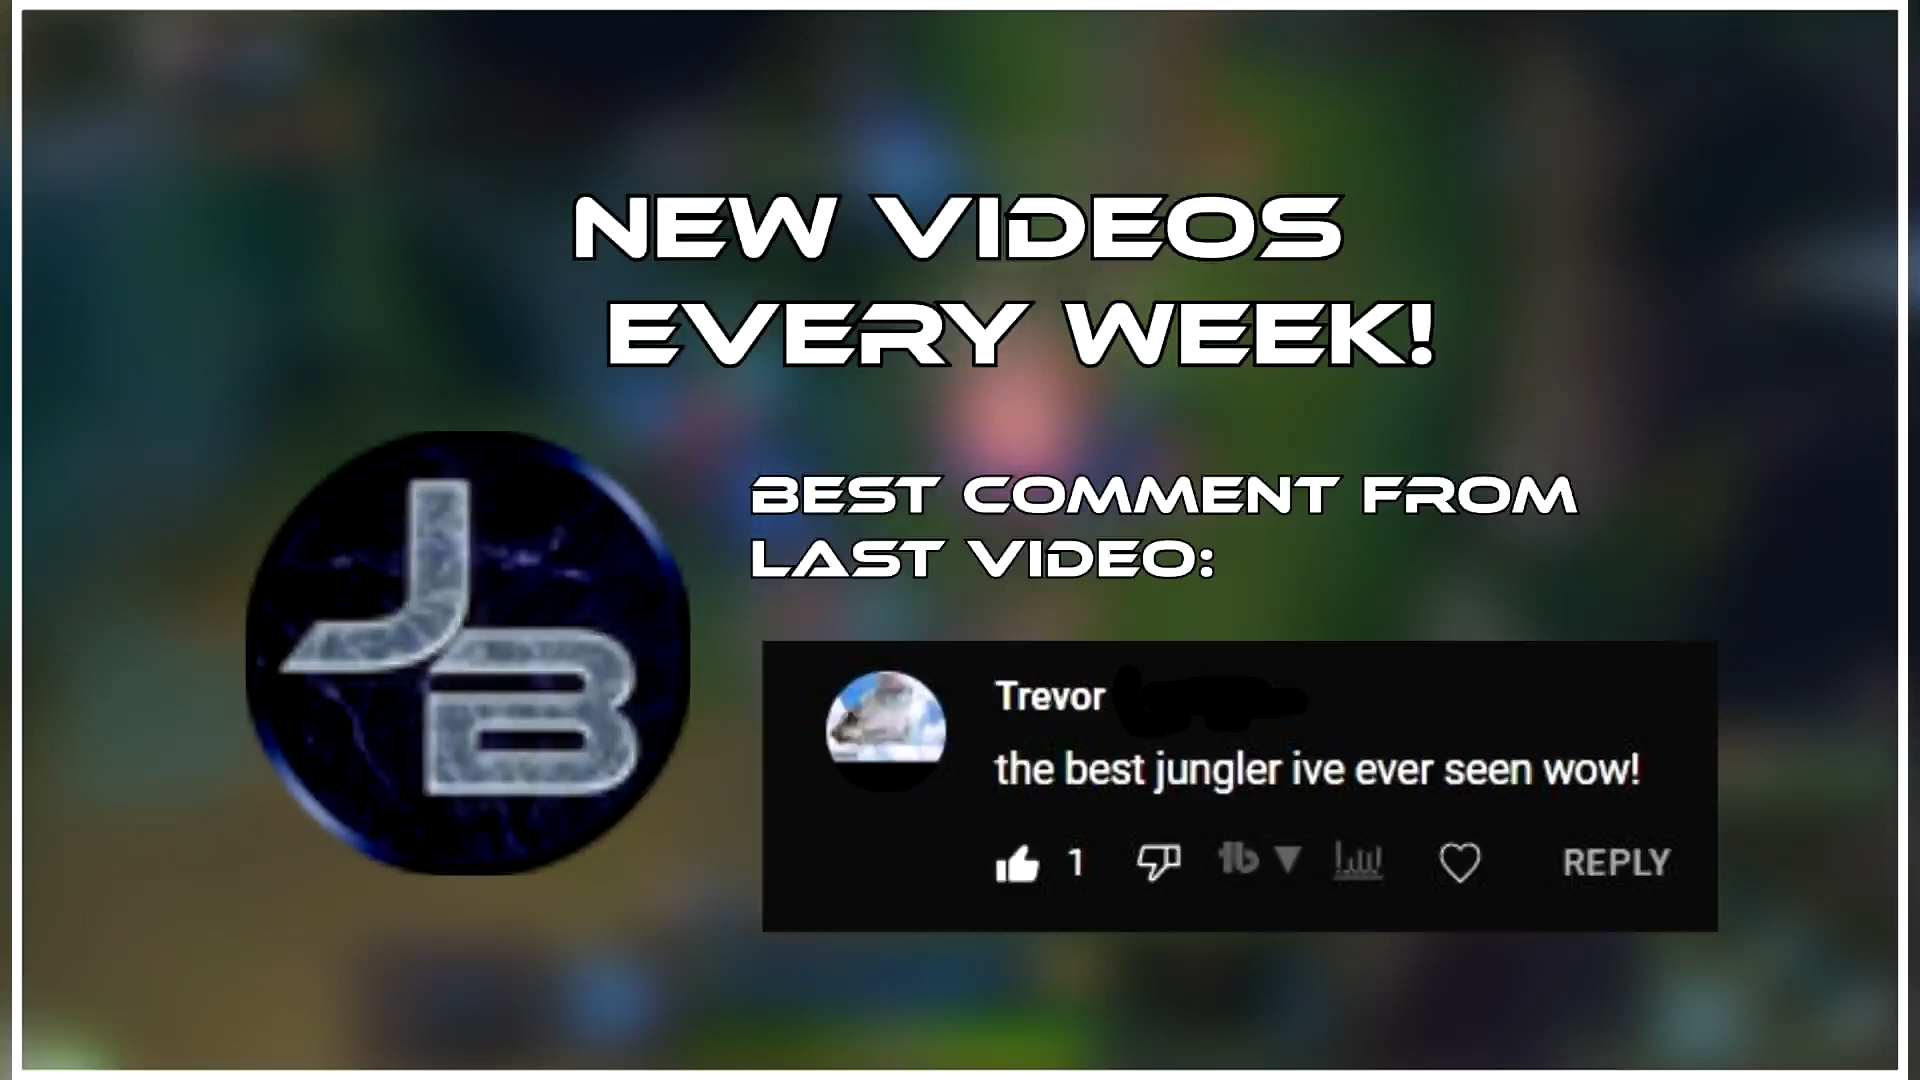 NEW VIDEOS
EVERY WEEK!
JB
BEST COMMENT FROM
LAST VIDEO:
Trevor
the best jungler ive ever seen wow!
1 tb
REPLY